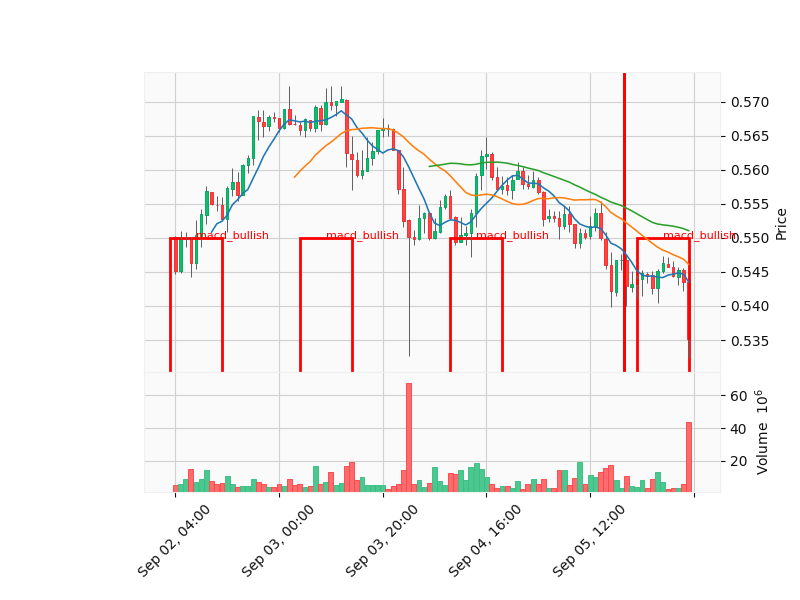 0.570
0.565
0.560
0.555
0.550
0.545
0.540
0.535
Price
macd_bullish
macd_bullish
macd_bullish
macd_bullish
60
40
20
Volume 10^6
Sep 02, 04:00
Sep 03, 00:00
Sep 03, 20:00
Sep 04, 16:00
Sep 05, 12:00